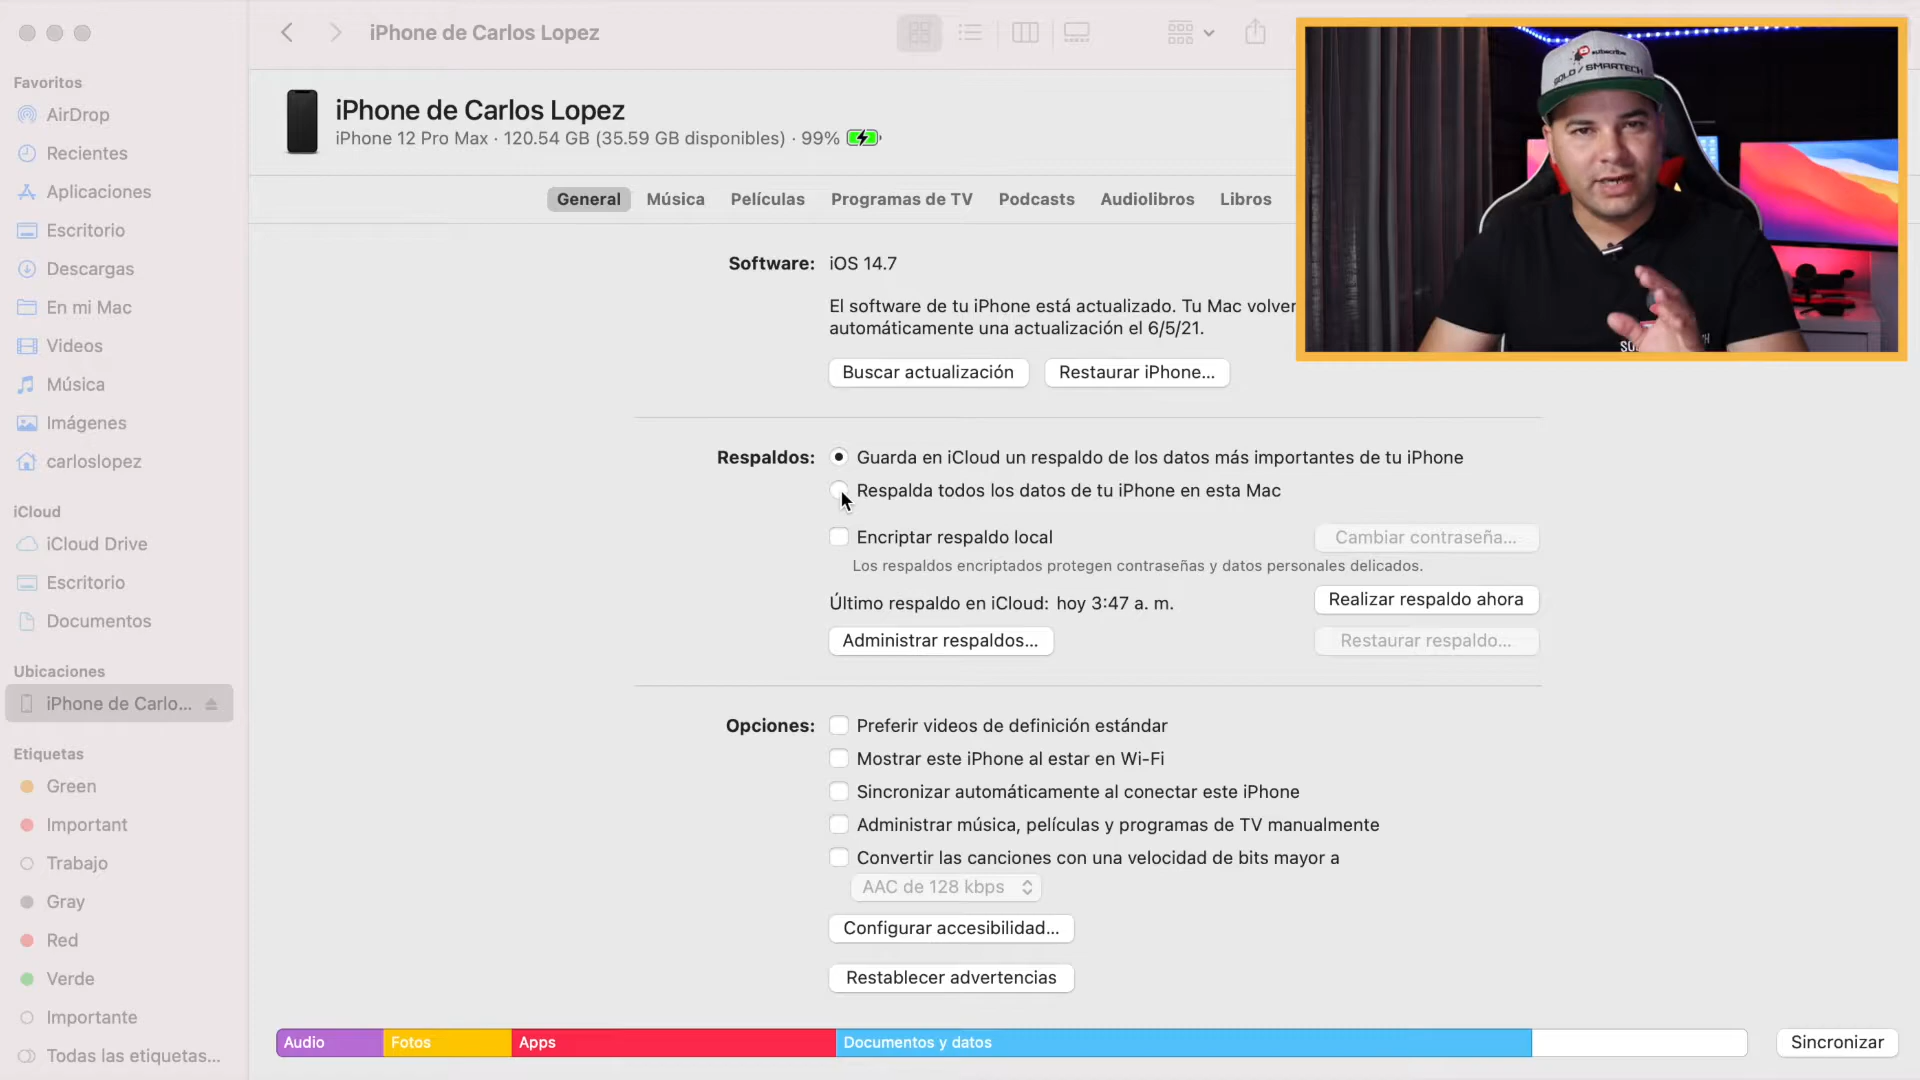 iPhone de Carlos Lopez
Favoritos
AirDrop
Recientes
Aplicaciones
Escritorio
Descargas
En mi Mac
Videos
Música
Imágenes
carloslopez
iCloud
iCloud Drive
Escritorio
Documentos
Ubicaciones
iPhone de Carlo...
Etiquetas
Green
Important
Trabajo
Gray
Red
Verde
Importante
Todas las etiquetas...
iPhone de Carlos Lopez
iPhone 12 Pro Max · 120.54 GB (35.59 GB disponibles) · 99%
General Música Películas Programas de TV Podcasts Audiolibros Libros
Software: iOS 14.7
El software de tu iPhone está actualizado. Tu Mac volver
automáticamente una actualización el 6/5/21.
Buscar actualización Restaurar iPhone...
Respaldos: Guarda en iCloud un respaldo de los datos más importantes de tu iPhone
Respalda todos los datos de tu iPhone en esta Mac
Encriptar respaldo local Cambiar contraseña...
Los respaldos encriptados protegen contraseñas y datos personales delicados.
Último respaldo en iCloud: hoy 3:47 a. m. Realizar respaldo ahora
Administrar respaldos... Restaurar respaldo...
Opciones: Preferir videos de definición estándar
Mostrar este iPhone al estar en Wi-Fi
Sincronizar automáticamente al conectar este iPhone
Administrar música, películas y programas de TV manualmente
Convertir las canciones con una velocidad de bits mayor a
AAC de 128 kbps
Configurar accesibilidad...
Restablecer advertencias
Audio Fotos Apps Documentos y datos Sincronizar
subscribe
SOLO / SMARTECH